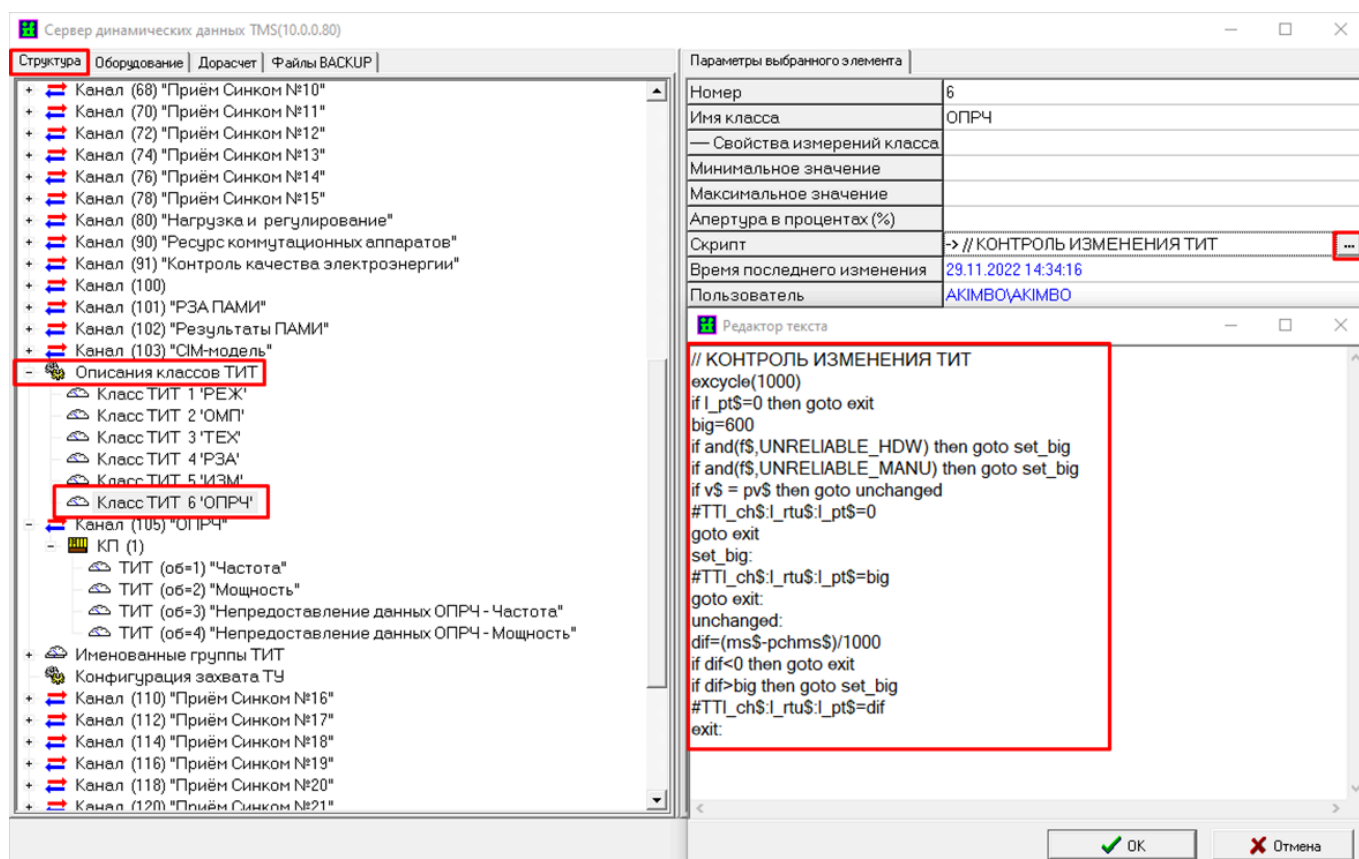 Сервер динамических данных TMS(10.0.0.80)
Структура Оборудование Дорасчет Файлы BACKUP
Канал (68) "Приём Синком №10"
Канал (70) "Приём Синком №11"
Канал (72) "Приём Синком №12"
Канал (74) "Приём Синком №13"
Канал (76) "Приём Синком №14"
Канал (78) "Приём Синком №15"
Канал (80) "Нагрузка и регулирование"
Канал (90) "Ресурс коммутационных аппаратов"
Канал (91) "Контроль качества электроэнергии"
Канал (100)
Канал (101) "РЗА ПАМИ"
Канал (102) "Результаты ПАМИ"
Канал (103) "CIM-модель"
Описания классов ТИТ
Класс ТИТ 1 'РЕЖ'
Класс ТИТ 2 'ОМП'
Класс ТИТ 3 'ТЕХ'
Класс ТИТ 4 'РЗА'
Класс ТИТ 5 'ИЗМ'
Класс ТИТ 6 'ОПРЧ'
Канал (105) "ОПРЧ"
КП (1)
ТИТ (об=1) "Частота"
ТИТ (об=2) "Мощность"
ТИТ (об=3) "Непредоставление данных ОПРЧ - Частота"
ТИТ (об=4) "Непредоставление данных ОПРЧ - Мощность"
Именованные группы ТИТ
Конфигурация захвата ТУ
Канал (110) "Приём Синком №16"
Канал (112) "Приём Синком №17"
Канал (114) "Приём Синком №18"
Канал (116) "Приём Синком №19"
Канал (118) "Приём Синком №20"
Канал (120) "Приём Синком №21"
Параметры выбранного элемента
Номер 6
Имя класса ОПРЧ
— Свойства измерений класса
Минимальное значение
Максимальное значение
Апертура в процентах (%)
Скрипт -> // КОНТРОЛЬ ИЗМЕНЕНИЯ ТИТ ...
Время последнего изменения 29.11.2022 14:34:16
Пользователь AKIMBO\AKIMBO
Редактор текста
// КОНТРОЛЬ ИЗМЕНЕНИЯ ТИТ
excycle(1000)
if l_pt$=0 then goto exit
big=600
if and(f$,UNRELIABLE_HDW) then goto set_big
if and(f$,UNRELIABLE_MANU) then goto set_big
if v$ = pv$ then goto unchanged
#TTl_ch$:l_rtu$:l_pt$=0
goto exit
set_big:
#TTl_ch$:l_rtu$:l_pt$=big
goto exit:
unchanged:
dif=(ms$-pchms$)/1000
if dif<0 then goto exit
if dif>big then goto set_big
#TTl_ch$:l_rtu$:l_pt$=dif
exit:
OK Отмена